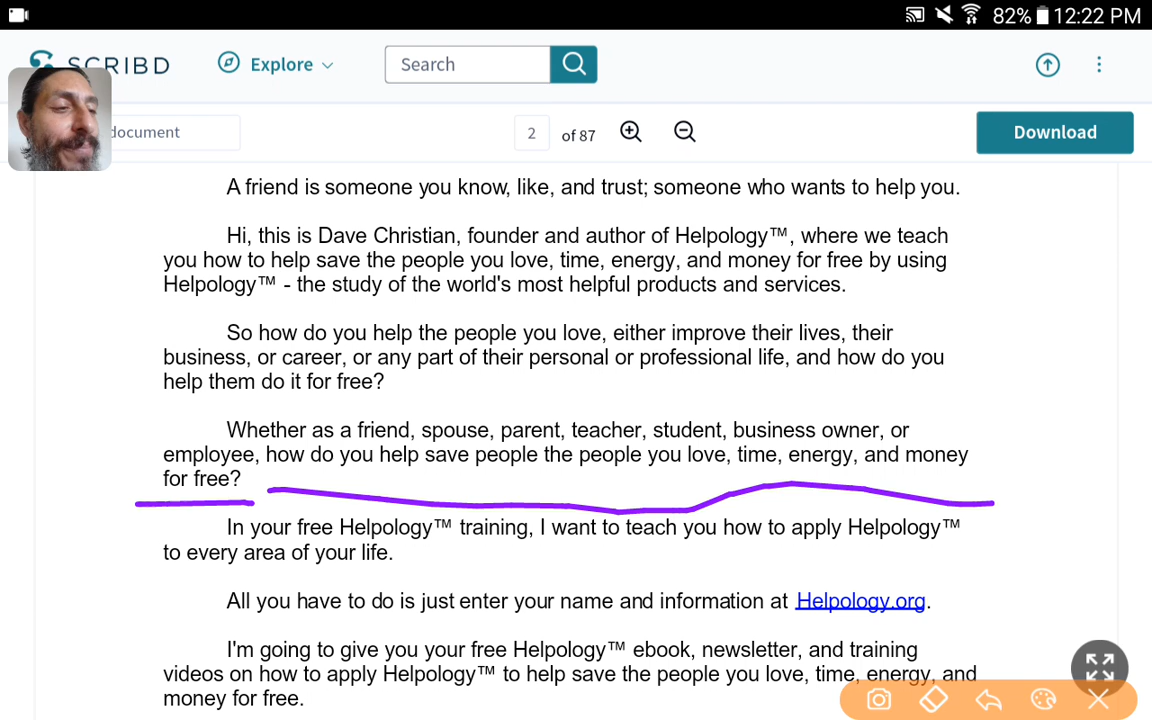 82% 12:22 PM
SCRIBD Explore Search
document 2 of 87 Download
A friend is someone you know, like, and trust; someone who wants to help you.
Hi, this is Dave Christian, founder and author of Helpology™, where we teach
you how to help save the people you love, time, energy, and money for free by using
Helpology™ - the study of the world's most helpful products and services.
So how do you help the people you love, either improve their lives, their
business, or career, or any part of their personal or professional life, and how do you
help them do it for free?
Whether as a friend, spouse, parent, teacher, student, business owner, or
employee, how do you help save people the people you love, time, energy, and money
for free?
In your free Helpology™ training, I want to teach you how to apply Helpology™
to every area of your life.
All you have to do is just enter your name and information at Helpology.org.
I'm going to give you your free Helpology™ ebook, newsletter, and training
videos on how to apply Helpology™ to help save the people you love, time, energy, and
money for free.